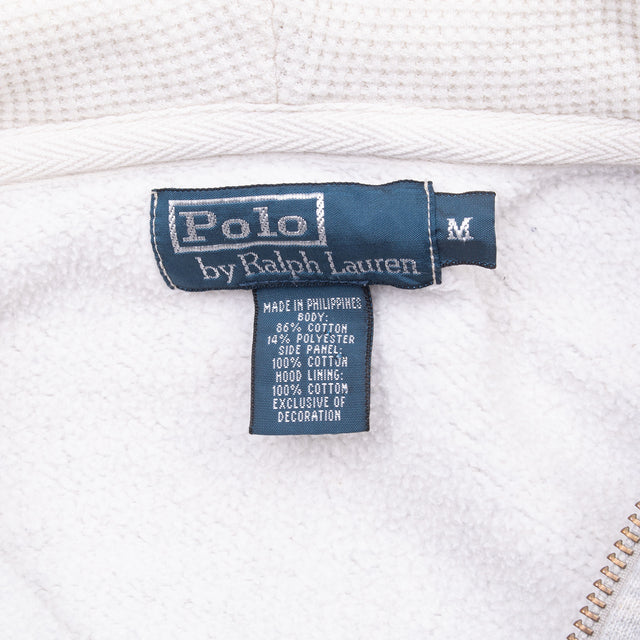 Polo
by Ralph Lauren
M
MADE IN PHILIPPINES
BODY:
86% COTTON
14% POLYESTER
SIDE PANEL:
100% COTTON
HOOD LINING:
100% COTTON
EXCLUSIVE OF
DECORATION